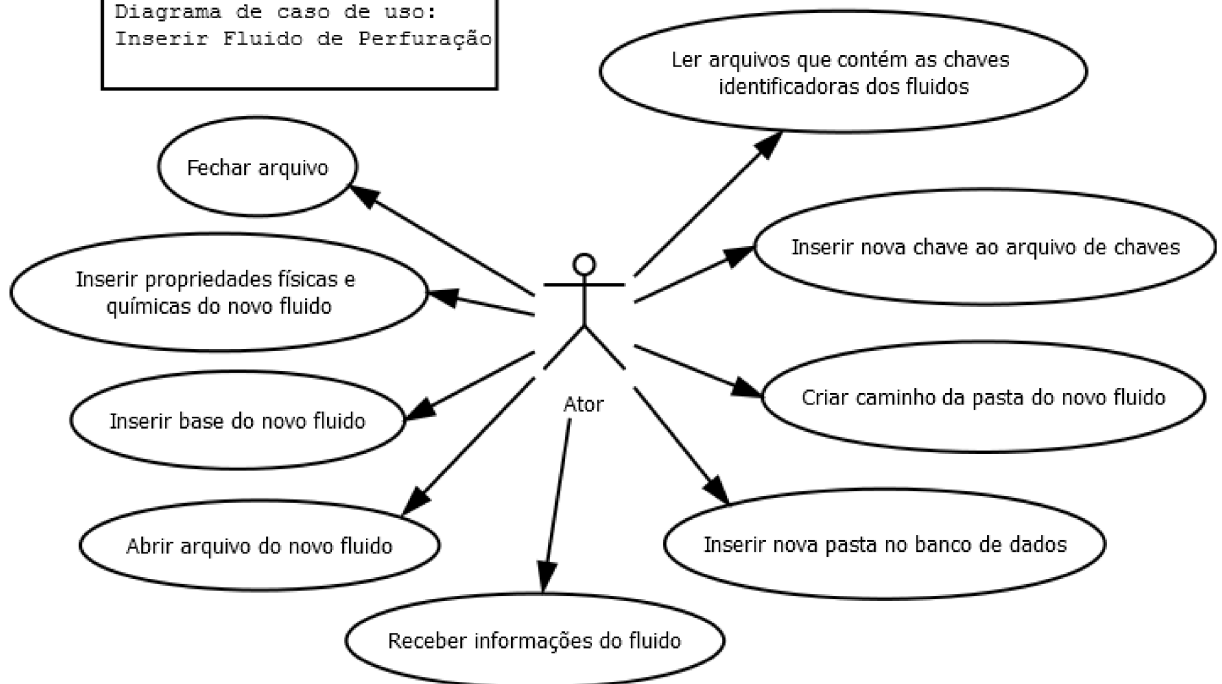 Diagrama de caso de uso:
Inserir Fluido de Perfuração
Ler arquivos que contém as chaves
identificadoras dos fluidos
Fechar arquivo
Inserir nova chave ao arquivo de chaves
Inserir propriedades físicas e
químicas do novo fluido
Criar caminho da pasta do novo fluido
Ator
Inserir base do novo fluido
Inserir nova pasta no banco de dados
Abrir arquivo do novo fluido
Receber informações do fluido